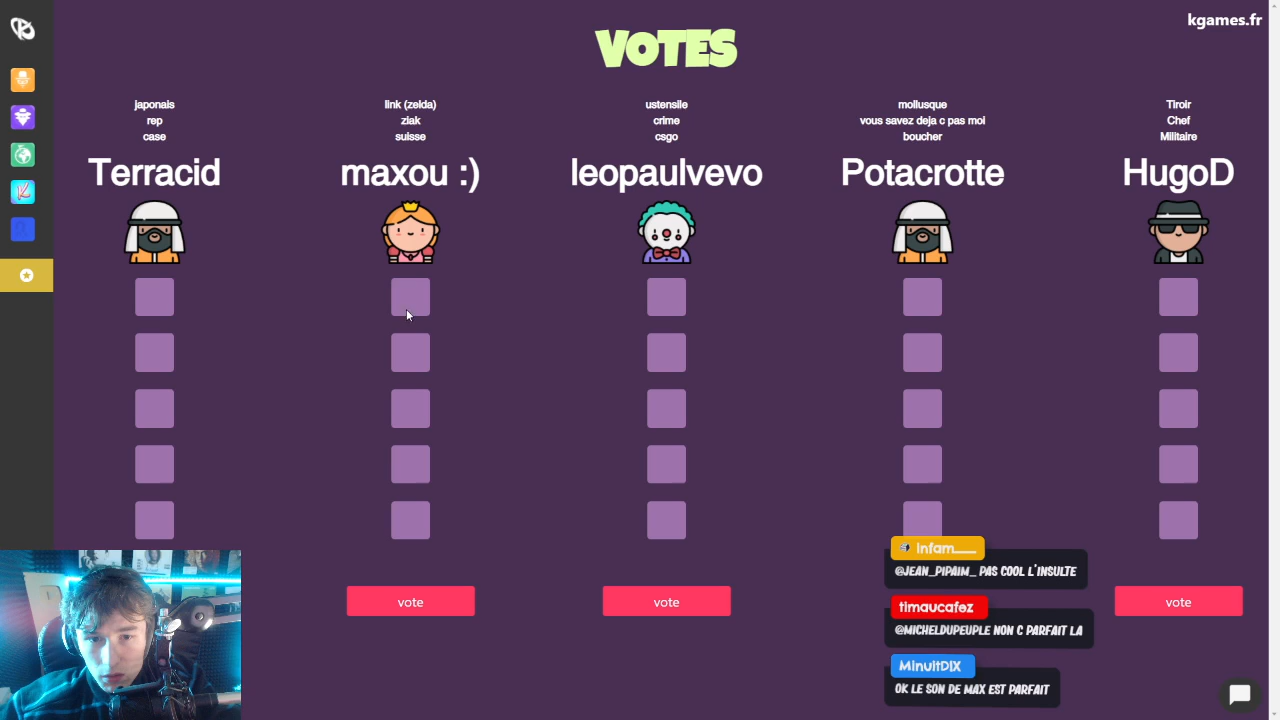 kgames.fr
VOTES
japonais
rep
case
Terracid
link (zelda)
ziak
suisse
maxou :)
ustensile
crime
csgo
leopaulvevo
mollusque
vous savez deja c pas moi
boucher
Potacrotte
Tiroir
Chef
Militaire
HugoD
vote
vote
vote
Infam___
@JEAN_PIPAIM_ PAS COOL L'INSULTE
timaucafez
@MICHELDUPEUPLE NON C PARFAIT LA
MinuitDIX
OK LE SON DE MAX EST PARFAIT